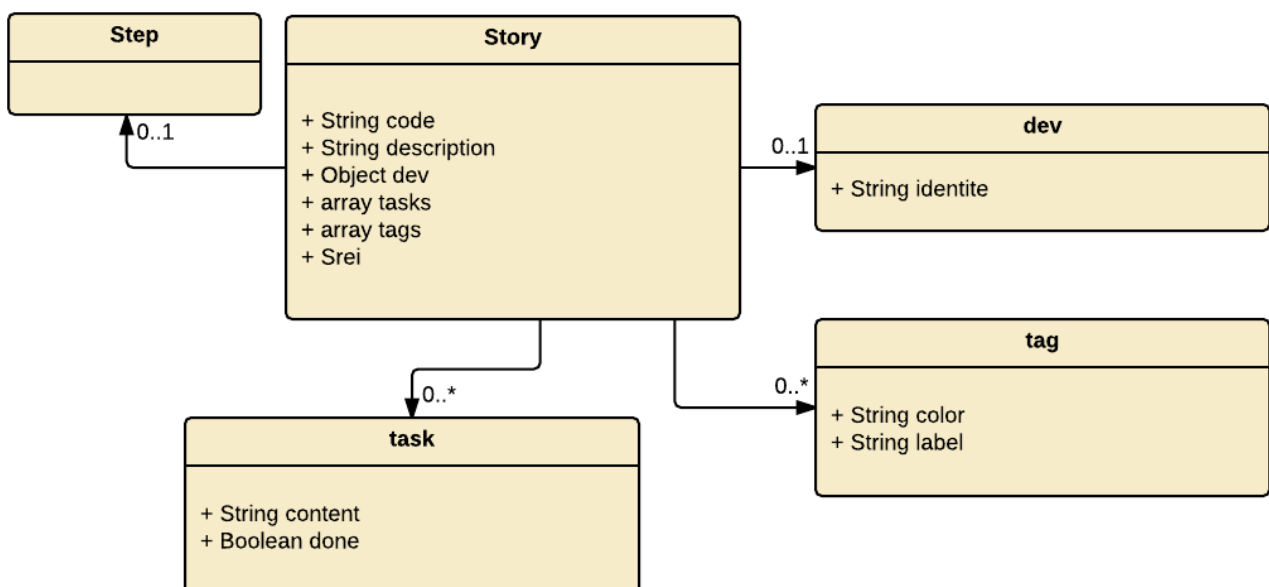 Step
0..1
Story
+ String code
+ String description
+ Object dev
+ array tasks
+ array tags
+ Srei
0..1
dev
+ String identite
0..*
tag
+ String color
+ String label
0..*
task
+ String content
+ Boolean done